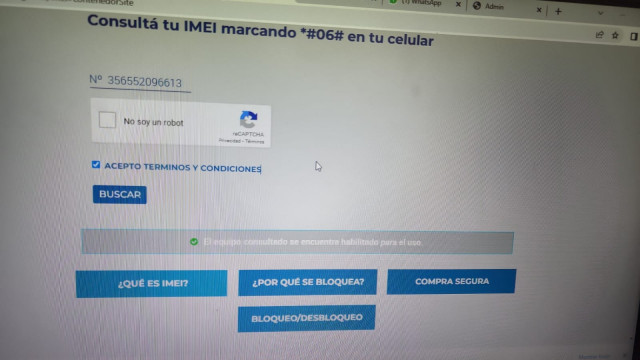 contenedorSite
WhatsApp
Admin
Consultá tu IMEI marcando *#06# en tu celular
Nº 356552096613
No soy un robot
reCAPTCHA
Privacidad - Términos
ACEPTO TERMINOS Y CONDICIONES
BUSCAR
El equipo consultado se encuentra habilitado para el uso.
¿QUÉ ES IMEI?
¿POR QUÉ SE BLOQUEA?
COMPRA SEGURA
BLOQUEO/DESBLOQUEO